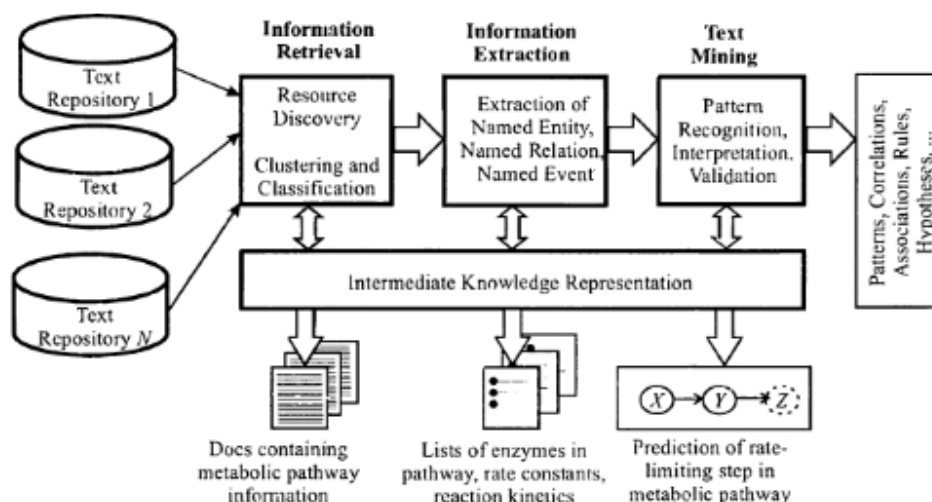 Information
Retrieval
Information
Extraction
Text
Mining
Text
Repository 1
Text
Repository 2
Text
Repository N
Resource
Discovery
Clustering and
Classification
Extraction of
Named Entity,
Named Relation,
Named Event
Pattern
Recognition,
Interpretation,
Validation
Patterns, Correlations,
Associations, Rules,
Hypotheses, ...
Intermediate Knowledge Representation
X
Y
Z
Docs containing
metabolic pathway
information
Lists of enzymes in
pathway, rate constants,
reaction kinetics
Prediction of rate-
limiting step in
metabolic pathway